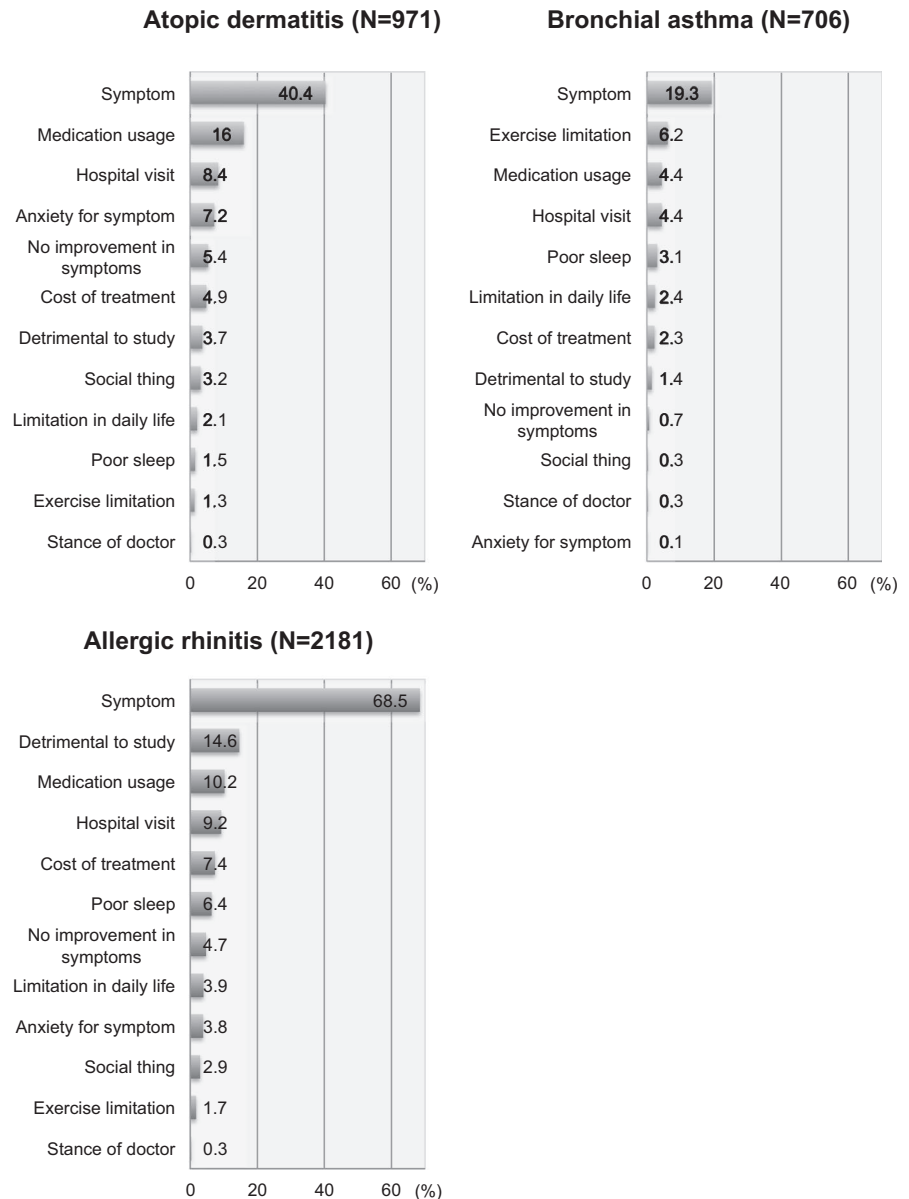 Atopic dermatitis (N=971)
Symptom 40.4
Medication usage 16
Hospital visit 8.4
Anxiety for symptom 7.2
No improvement in
symptoms 5.4
Cost of treatment 4.9
Detrimental to study 3.7
Social thing 3.2
Limitation in daily life 2.1
Poor sleep 1.5
Exercise limitation 1.3
Stance of doctor 0.3
0 20 40 60 (%)
Bronchial asthma (N=706)
Symptom 19.3
Exercise limitation 6.2
Medication usage 4.4
Hospital visit 4.4
Poor sleep 3.1
Limitation in daily life 2.4
Cost of treatment 2.3
Detrimental to study 1.4
No improvement in
symptoms 0.7
Social thing 0.3
Stance of doctor 0.3
Anxiety for symptom 0.1
0 20 40 60 (%)
Allergic rhinitis (N=2181)
Symptom 68.5
Detrimental to study 14.6
Medication usage 10.2
Hospital visit 9.2
Cost of treatment 7.4
Poor sleep 6.4
No improvement in
symptoms 4.7
Limitation in daily life 3.9
Anxiety for symptom 3.8
Social thing 2.9
Exercise limitation 1.7
Stance of doctor 0.3
0 20 40 60 (%)